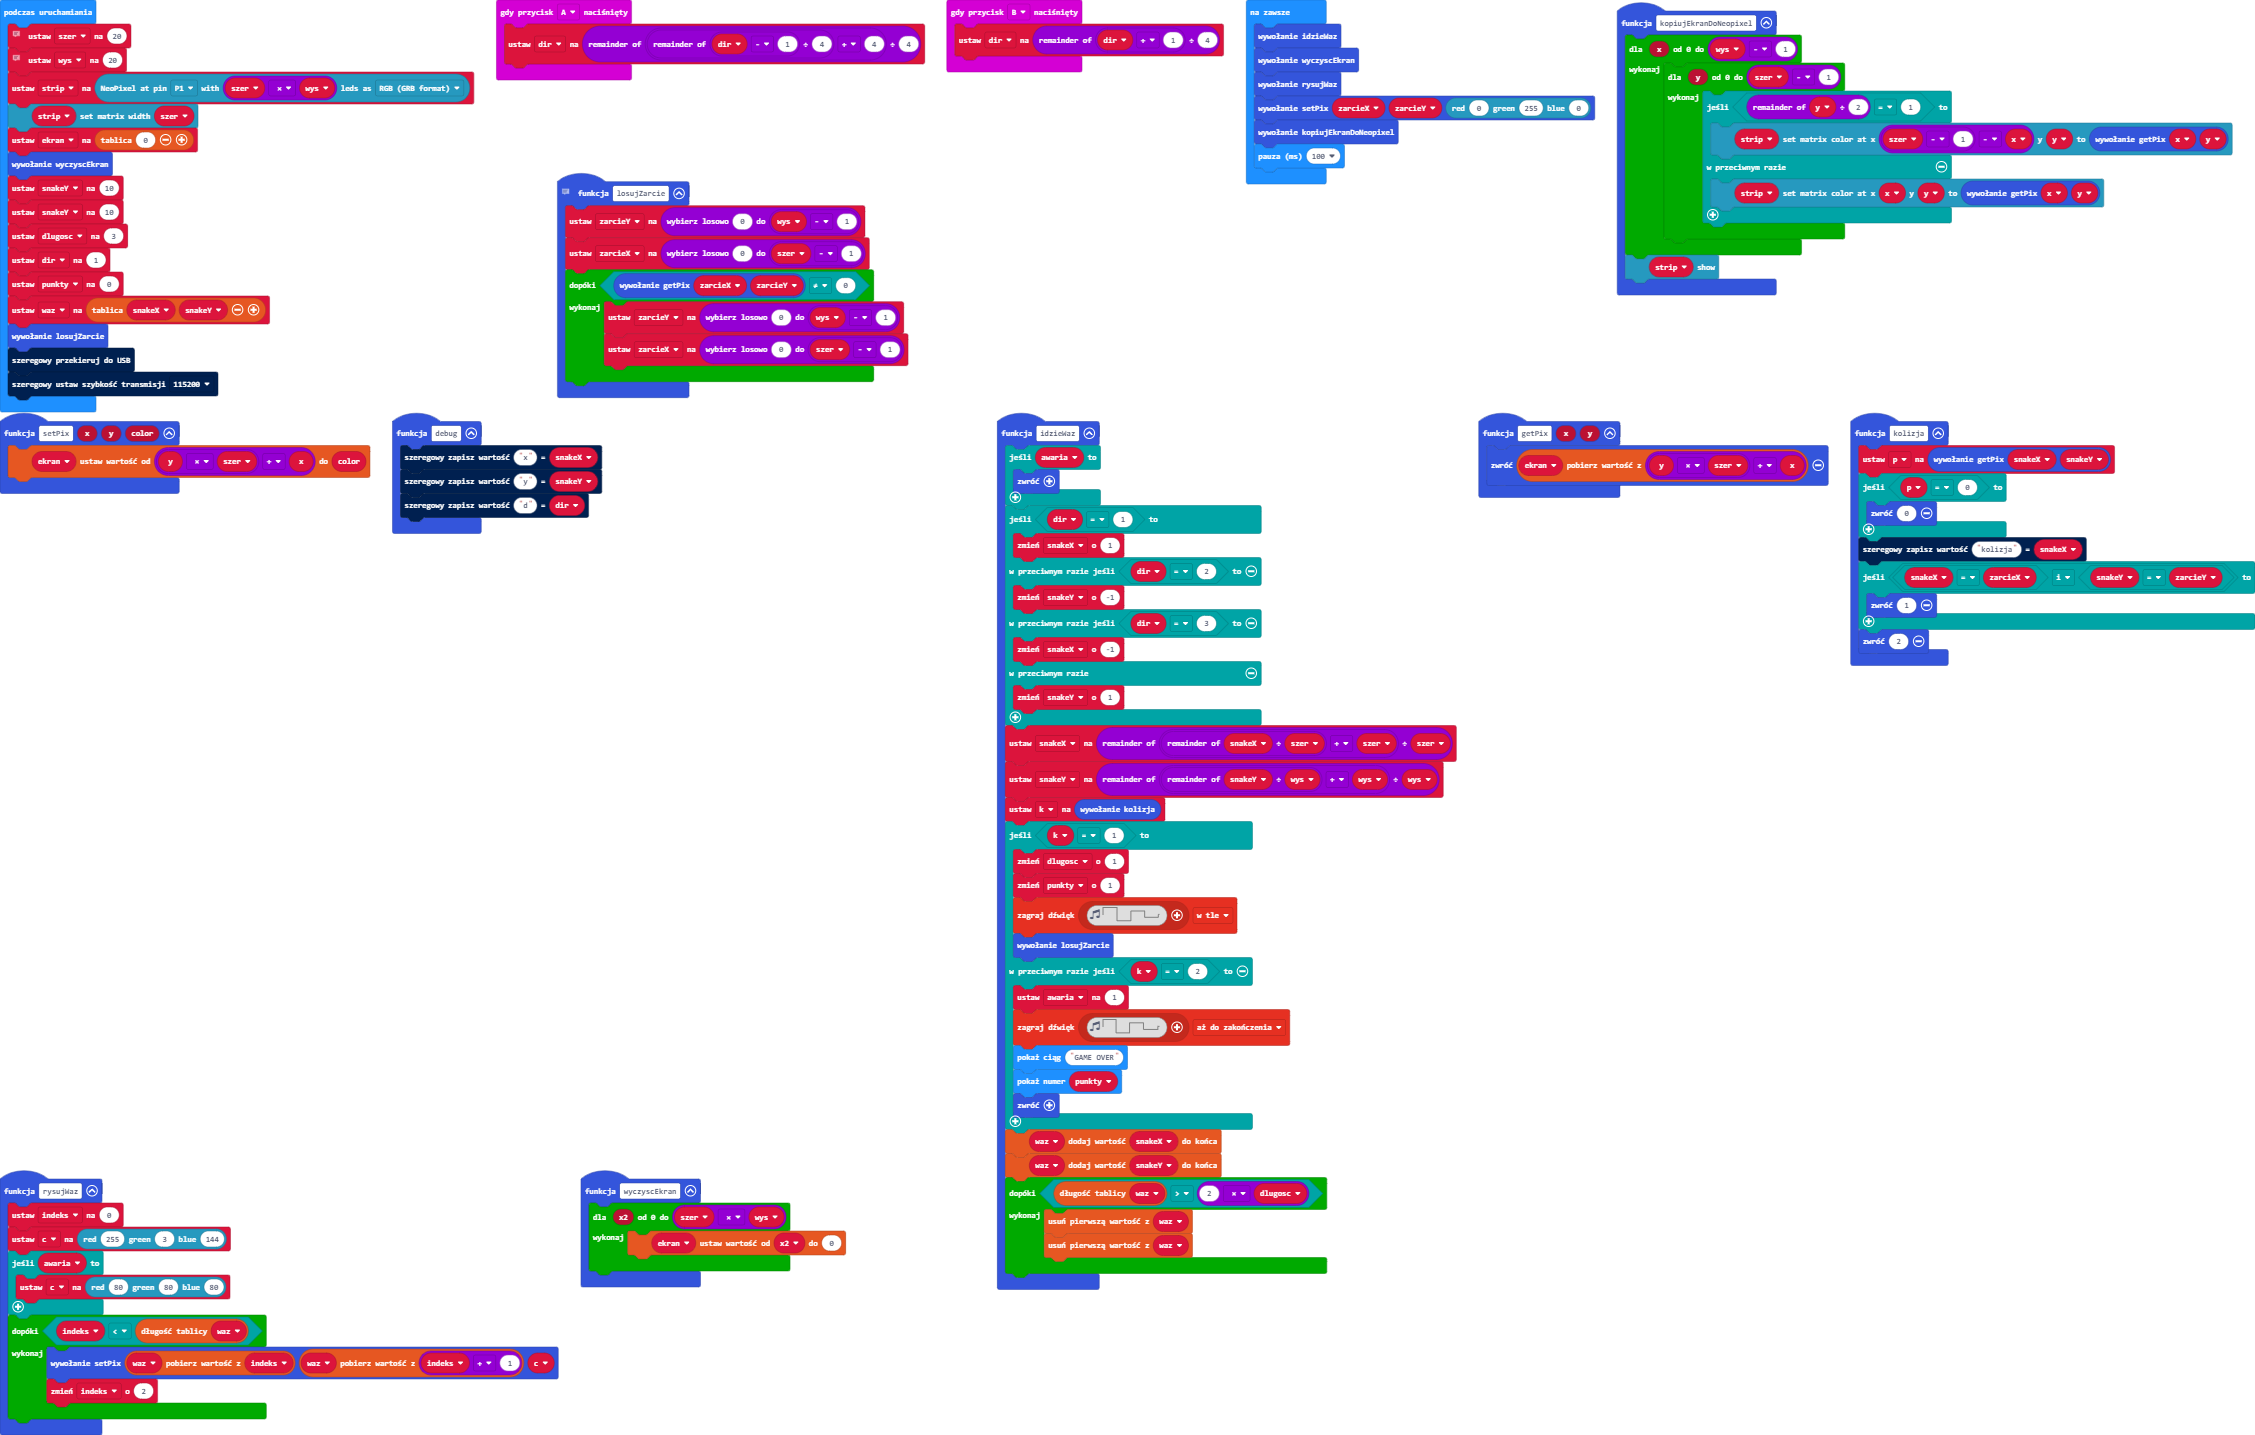 podczas uruchamiania
ustaw szer na 20
ustaw wys na 20
ustaw strip na NeoPixel at pin P1 with szer × wys leds as RGB (GRB format)
strip set matrix width szer
ustaw ekran na tablica 0
wywołanie wyczyscEkran
ustaw snakeY na 10
ustaw snakeY na 10
ustaw dlugosc na 3
ustaw dir na 1
ustaw punkty na 0
ustaw waz na tablica snakeX snakeY
wywołanie losujZarcie
szeregowy przekieruj do USB
szeregowy ustaw szybkość transmisji 115200
gdy przycisk A naciśnięty
ustaw dir na remainder of remainder of dir - 1 ÷ 4 + 4 ÷ 4
gdy przycisk B naciśnięty
ustaw dir na remainder of dir + 1 ÷ 4
na zawsze
wywołanie idzieWaz
wywołanie wyczyscEkran
wywołanie rysujWaz
wywołanie setPix zarcieX zarcieY red 0 green 255 blue 0
wywołanie kopiujEkranDoNeopixel
pauza (ms) 100
funkcja kopiujEkranDoNeopixel
dla x od 0 do wys - 1
wykonaj
dla y od 0 do szer - 1
wykonaj
jeśli remainder of y ÷ 2 = 1 to
strip set matrix color at x szer - 1 - x y y to wywołanie getPix x y
w przeciwnym razie
strip set matrix color at x x y y to wywołanie getPix x y
strip show
funkcja losujZarcie
ustaw zarcieY na wybierz losowo 0 do wys - 1
ustaw zarcieX na wybierz losowo 0 do szer - 1
dopóki wywołanie getPix zarcieX zarcieY ≠ 0
wykonaj
ustaw zarcieY na wybierz losowo 0 do wys - 1
ustaw zarcieX na wybierz losowo 0 do szer - 1
funkcja setPix x y color
ekran ustaw wartość od y × szer + x do color
funkcja debug
szeregowy zapisz wartość "x" = snakeX
szeregowy zapisz wartość "y" = snakeY
szeregowy zapisz wartość "d" = dir
funkcja idzieWaz
jeśli awaria to
zwróć
jeśli dir = 1 to
zmień snakeX o 1
w przeciwnym razie jeśli dir = 2 to
zmień snakeY o -1
w przeciwnym razie jeśli dir = 3 to
zmień snakeX o -1
w przeciwnym razie
zmień snakeY o 1
ustaw snakeX na remainder of remainder of snakeX ÷ szer + szer ÷ szer
ustaw snakeY na remainder of remainder of snakeY ÷ wys + wys ÷ wys
ustaw k na wywołanie kolizja
jeśli k = 1 to
zmień dlugosc o 1
zmień punkty o 1
zagraj dźwięk w tle
wywołanie losujZarcie
w przeciwnym razie jeśli k = 2 to
ustaw awaria na 1
zagraj dźwięk aż do zakończenia
pokaż ciąg "GAME OVER"
pokaż numer punkty
zwróć
waz dodaj wartość snakeX do końca
waz dodaj wartość snakeY do końca
dopóki długość tablicy waz > 2 × dlugosc
wykonaj
usuń pierwszą wartość z waz
usuń pierwszą wartość z waz
funkcja getPix x y
zwróć ekran pobierz wartość z y × szer + x
funkcja kolizja
ustaw p na wywołanie getPix snakeX snakeY
jeśli p = 0 to
zwróć 0
szeregowy zapisz wartość "kolizja" = snakeX
jeśli snakeX = zarcieX i snakeY = zarcieY to
zwróć 1
zwróć 2
funkcja rysujWaz
ustaw indeks na 0
ustaw c na red 255 green 3 blue 144
jeśli awaria to
ustaw c na red 80 green 80 blue 80
dopóki indeks < długość tablicy waz
wykonaj
wywołanie setPix waz pobierz wartość z indeks waz pobierz wartość z indeks + 1 c
zmień indeks o 2
funkcja wyczyscEkran
dla x2 od 0 do szer × wys
wykonaj
ekran ustaw wartość od x2 do 0